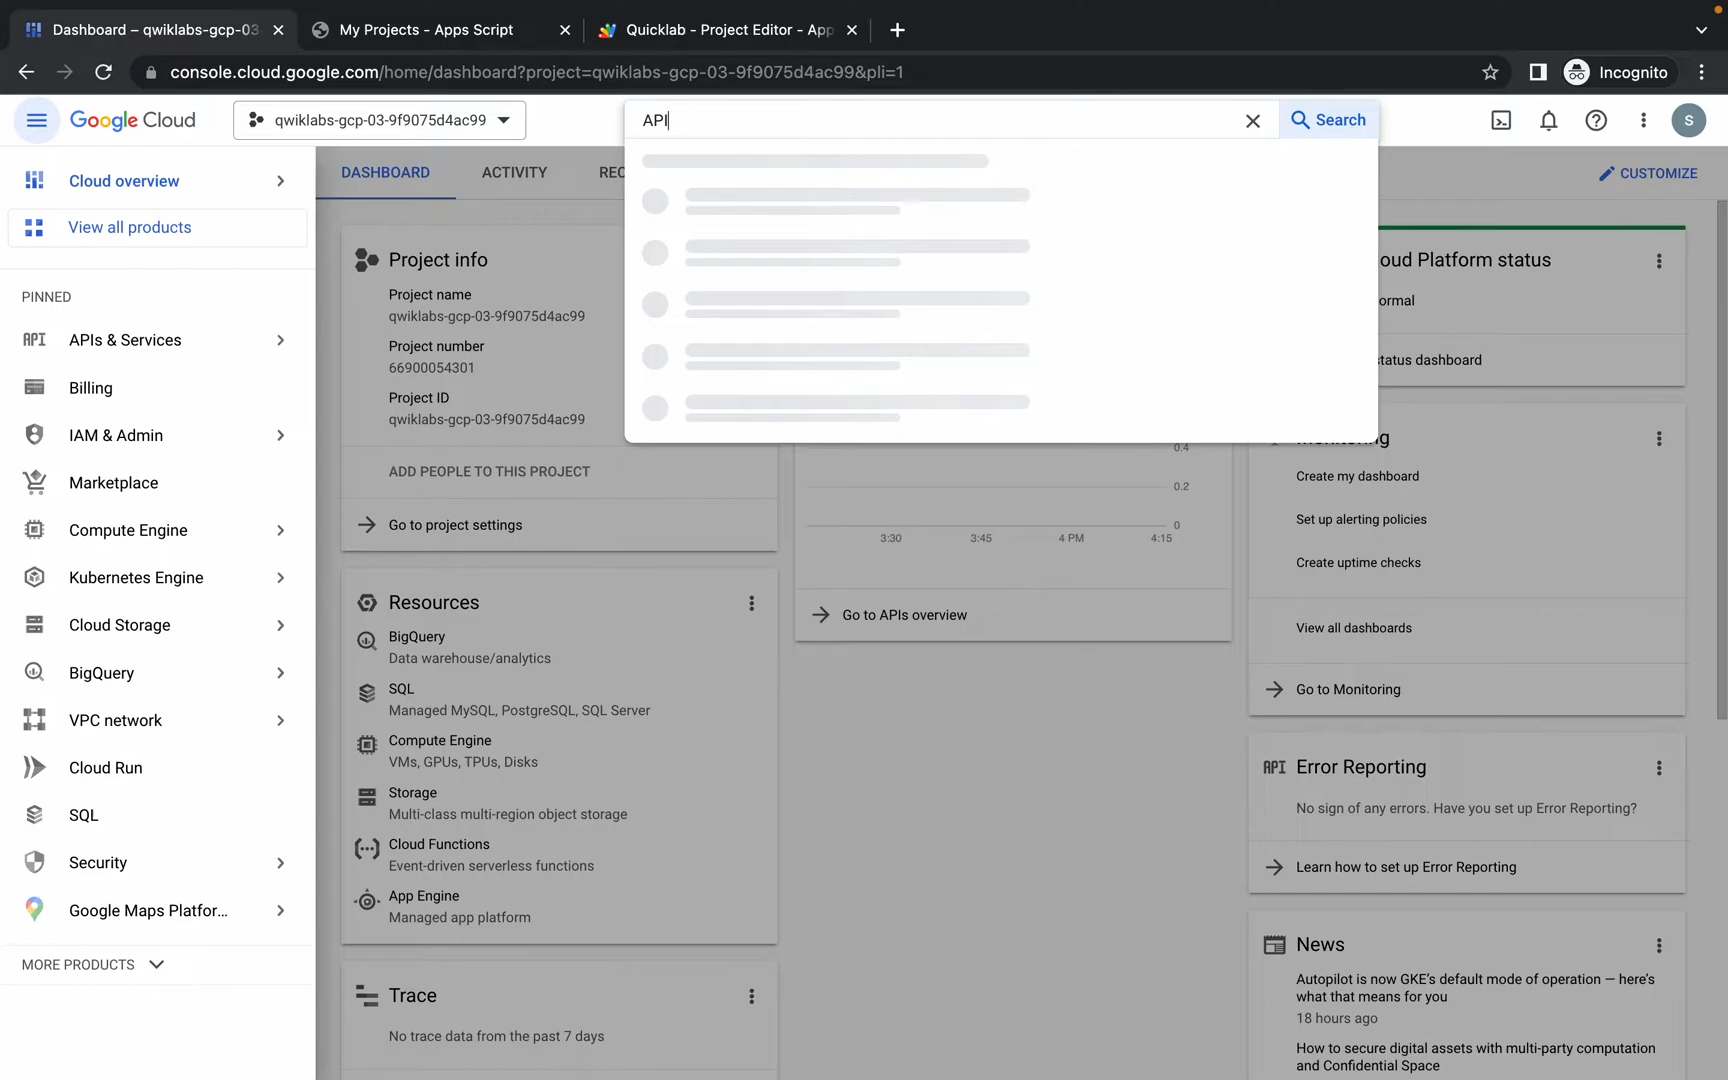 Dashboard – qwiklabs-gcp-03
My Projects - Apps Script
Quicklab - Project Editor - App
console.cloud.google.com/home/dashboard?project=qwiklabs-gcp-03-9f9075d4ac99&pli=1
Incognito
Google Cloud
qwiklabs-gcp-03-9f9075d4ac99
API
Search
S
Cloud overview
View all products
PINNED
API APIs & Services
Billing
IAM & Admin
Marketplace
Compute Engine
Kubernetes Engine
Cloud Storage
BigQuery
VPC network
Cloud Run
SQL
Security
Google Maps Platfor...
MORE PRODUCTS
DASHBOARD
ACTIVITY
REC
CUSTOMIZE
Project info
Project name
qwiklabs-gcp-03-9f9075d4ac99
Project number
66900054301
Project ID
qwiklabs-gcp-03-9f9075d4ac99
ADD PEOPLE TO THIS PROJECT
Go to project settings
Resources
BigQuery
Data warehouse/analytics
SQL
Managed MySQL, PostgreSQL, SQL Server
Compute Engine
VMs, GPUs, TPUs, Disks
Storage
Multi-class multi-region object storage
Cloud Functions
Event-driven serverless functions
App Engine
Managed app platform
Trace
No trace data from the past 7 days
0.4
0.2
0
3:30
3:45
4 PM
4:15
Go to APIs overview
oud Platform status
ormal
status dashboard
Monitoring
Create my dashboard
Set up alerting policies
Create uptime checks
View all dashboards
Go to Monitoring
API Error Reporting
No sign of any errors. Have you set up Error Reporting?
Learn how to set up Error Reporting
News
Autopilot is now GKE's default mode of operation — here's
what that means for you
18 hours ago
How to secure digital assets with multi-party computation
and Confidential Space